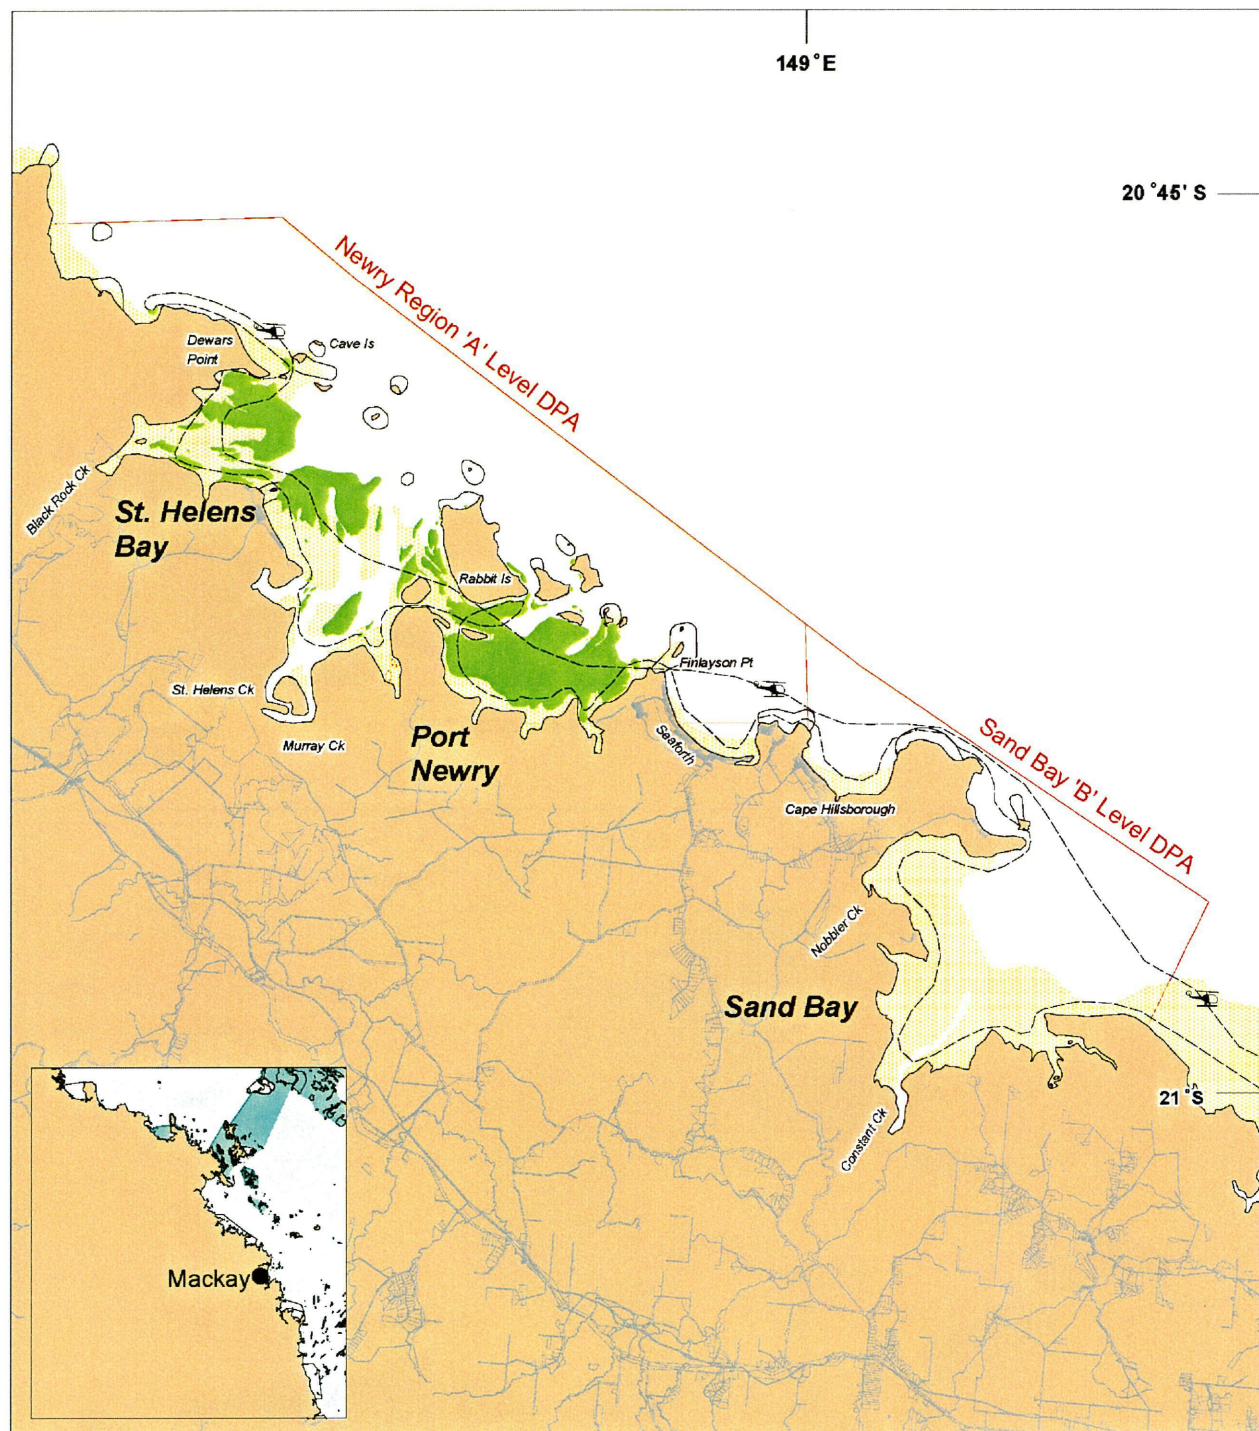 149°E
20°45' S
Newry Region 'A' Level DPA
Dewars
Point
Cave Is
Black Rock Ck
St. Helens
Bay
Rabbit Is
Finlayson Pt
St. Helens Ck
Murray Ck
Port
Newry
Seaforth
Sand Bay 'B' Level DPA
Cape Hillsborough
Nobbler Ck
Sand Bay
21°S
Constant Ck
Mackay